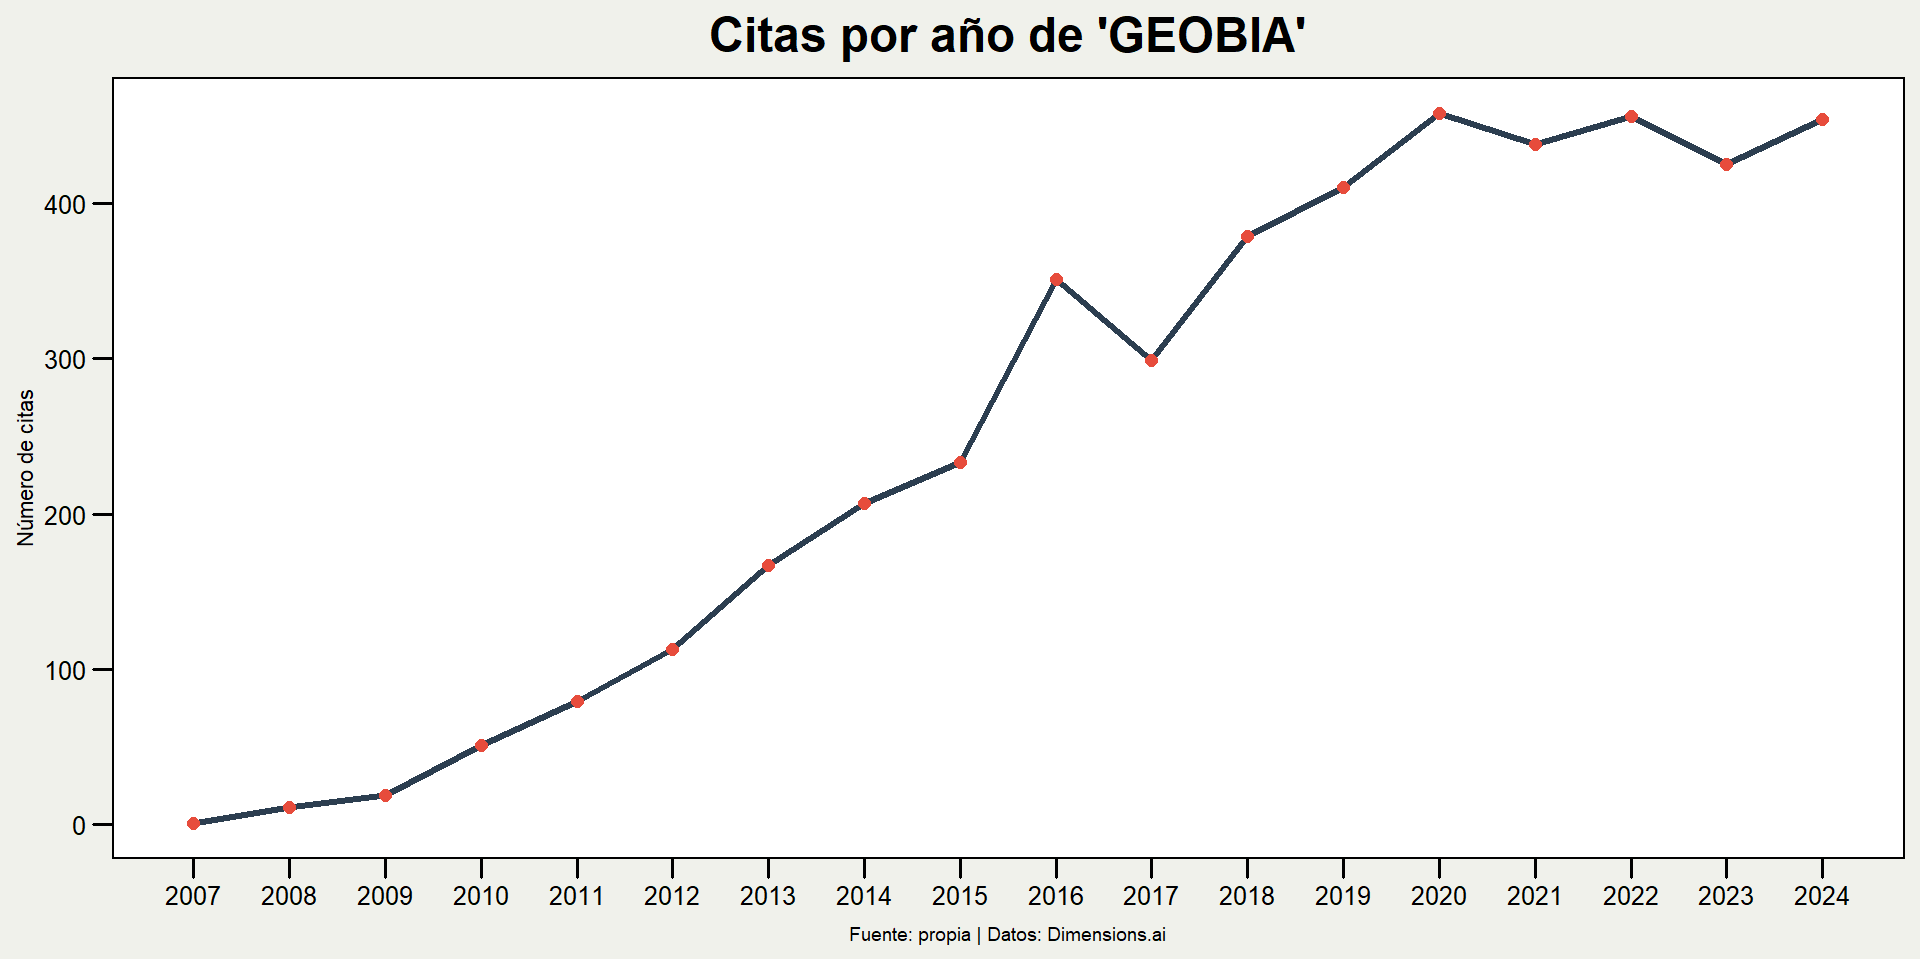 Citas por año de 'GEOBIA'
Número de citas
400
300
200
100
0
2007 2008 2009 2010 2011 2012 2013 2014 2015 2016 2017 2018 2019 2020 2021 2022 2023 2024
Fuente: propia | Datos: Dimensions.ai